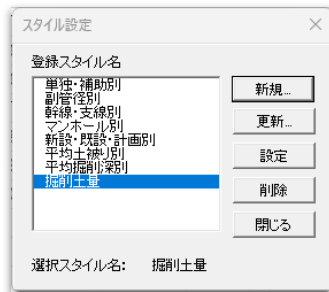 スタイル設定
登録スタイル名
単独・補助別
副管径別
幹線・支線別
マンホール別
新設・既設・計画別
平均土被り別
平均掘削深別
掘削土量
新規...
更新...
設定
削除
閉じる
選択スタイル名: 掘削土量